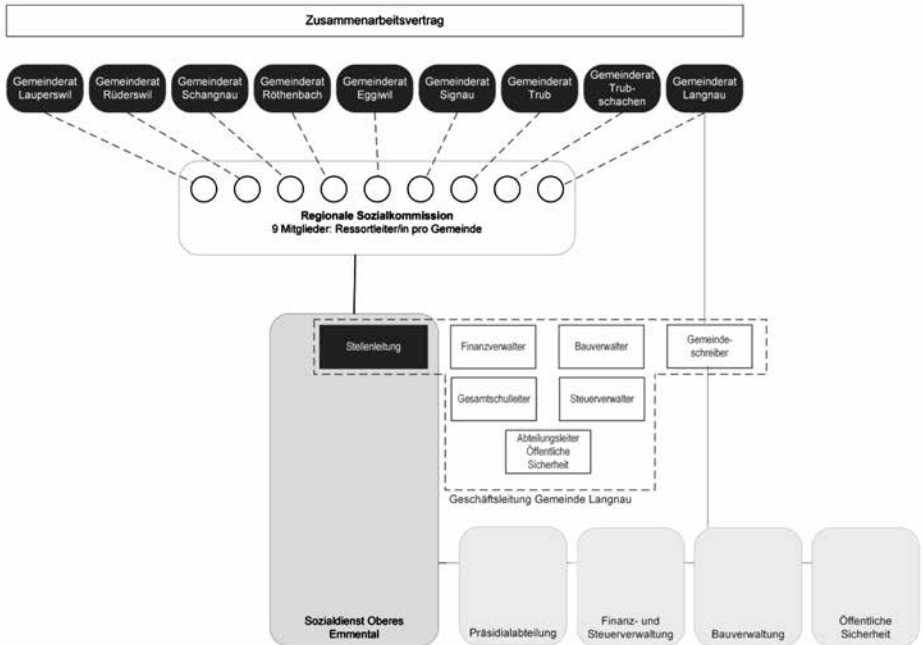 Zusammenarbeitsvertrag
Gemeinderat
Lauperswil
Gemeinderat
Rüderswil
Gemeinderat
Schangnau
Gemeinderat
Röthenbach
Gemeinderat
Eggiwil
Gemeinderat
Signau
Gemeinderat
Trub
Gemeinderat
Trub-
schachen
Gemeinderat
Langnau
Regionale Sozialkommission
9 Mitglieder: Ressortleiter/in pro Gemeinde
Stellenleitung
Finanzverwalter
Bauverwalter
Gemeinde-
schreiber
Gesamtschulleiter
Steuerverwalter
Abteilungsleiter
Öffentliche
Sicherheit
Geschäftsleitung Gemeinde Langnau
Sozialdienst Oberes
Emmental
Präsidialabteilung
Finanz- und
Steuerverwaltung
Bauverwaltung
Öffentliche
Sicherheit